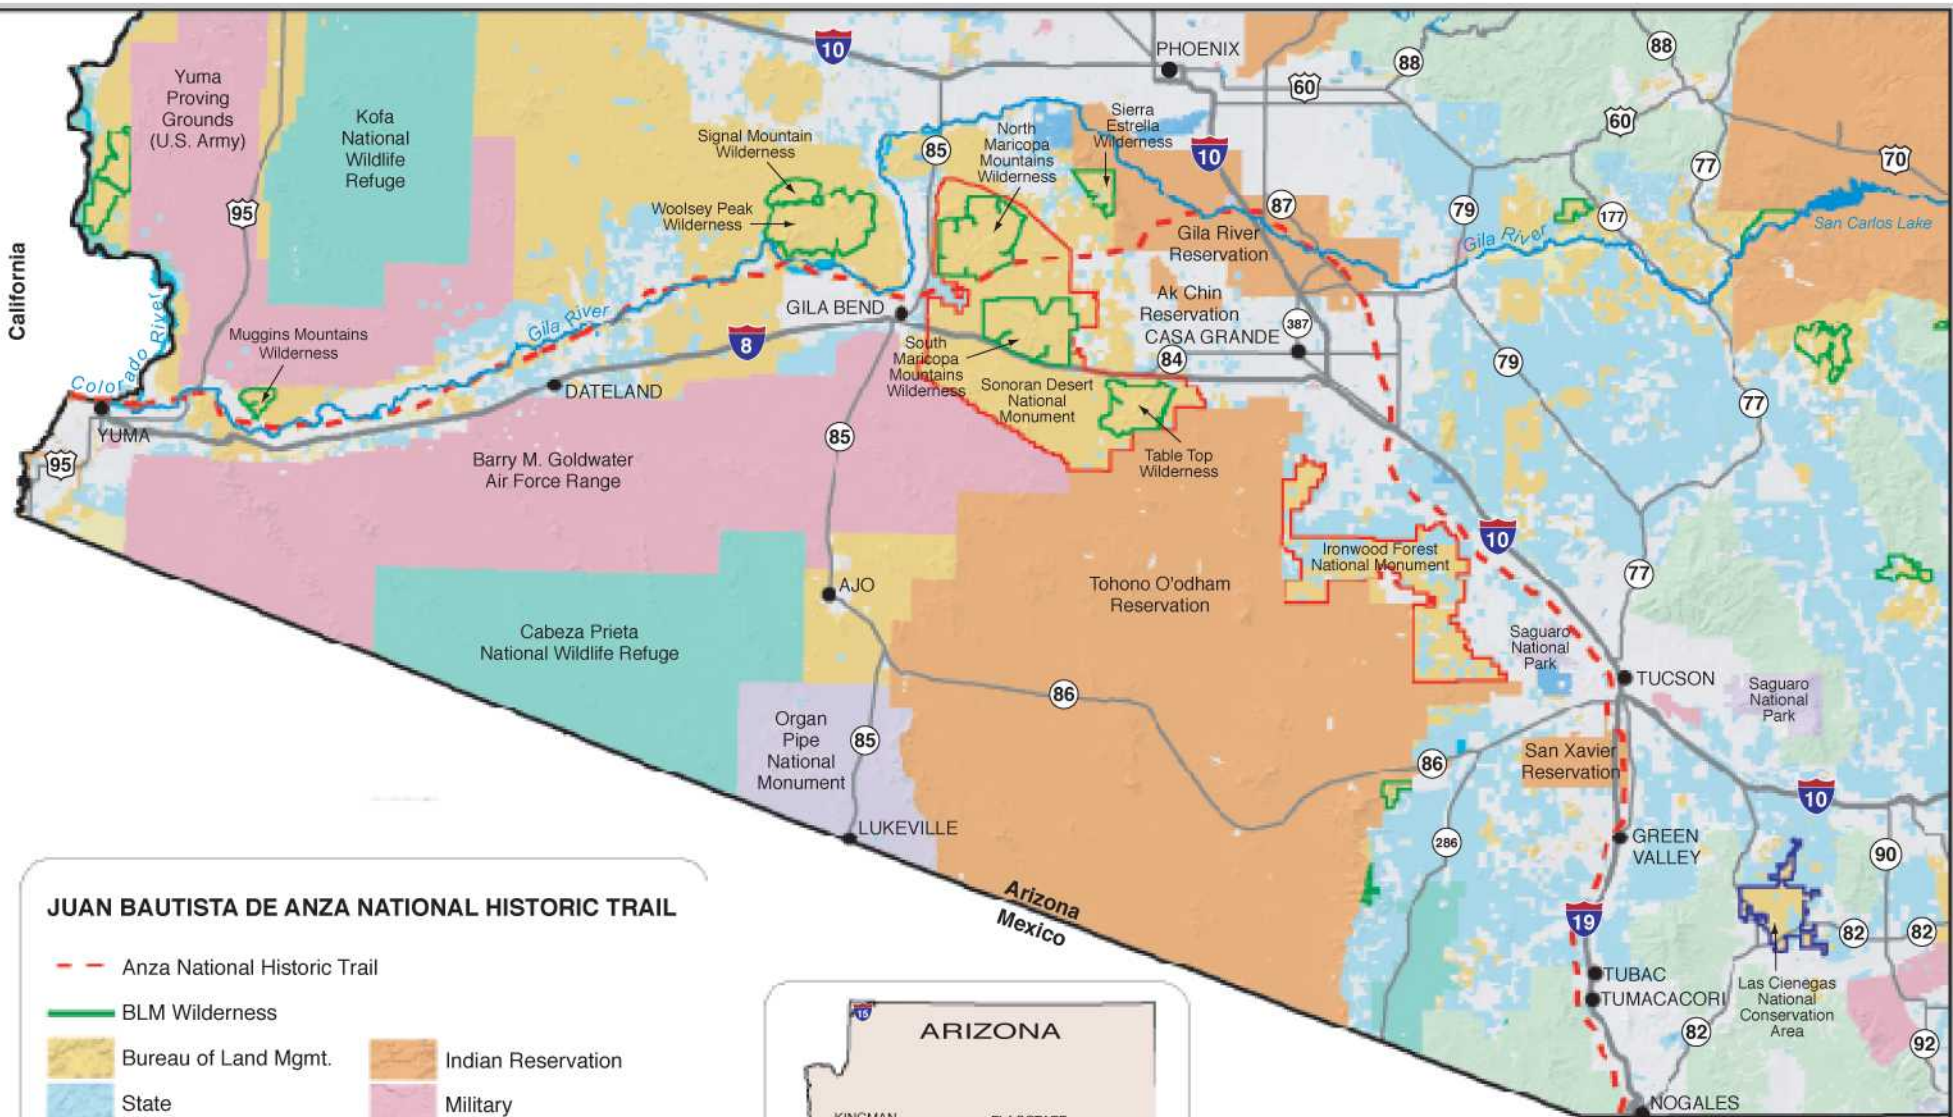 10
PHOENIX
88
88
60
60
Yuma
Proving
Grounds
(U.S. Army)
Kofa
National
Wildlife
Refuge
Signal Mountain
Wilderness
85
North
Maricopa
Mountains
Wilderness
Sierra
Estrella
Wilderness
10
77
70
95
Woolsey Peak
Wilderness
87
79
177
San Carlos Lake
Gila River
Reservation
Gila River
California
Colorado River
Muggins Mountains
Wilderness
Gila River
GILA BEND
8
Ak Chin
Reservation
CASA GRANDE
387
84
79
South
Maricopa
Mountains
Wilderness
Sonoran Desert
National
Monument
DATELAND
YUMA
77
95
85
Barry M. Goldwater
Air Force Range
Table Top
Wilderness
10
Ironwood Forest
National Monument
77
AJO
Tohono O'odham
Reservation
Cabeza Prieta
National Wildlife Refuge
Saguaro
National
Park
TUCSON
Saguaro
National
Park
86
Organ
Pipe
National
Monument
85
86
San Xavier
Reservation
10
LUKEVILLE
286
GREEN
VALLEY
90
Arizona
Mexico
19
82
82
TUBAC
TUMACACORI
Las Cienegas
National
Conservation
Area
82
92
NOGALES
JUAN BAUTISTA DE ANZA NATIONAL HISTORIC TRAIL
Anza National Historic Trail
BLM Wilderness
Bureau of Land Mgmt.
Indian Reservation
State
Military
15
ARIZONA